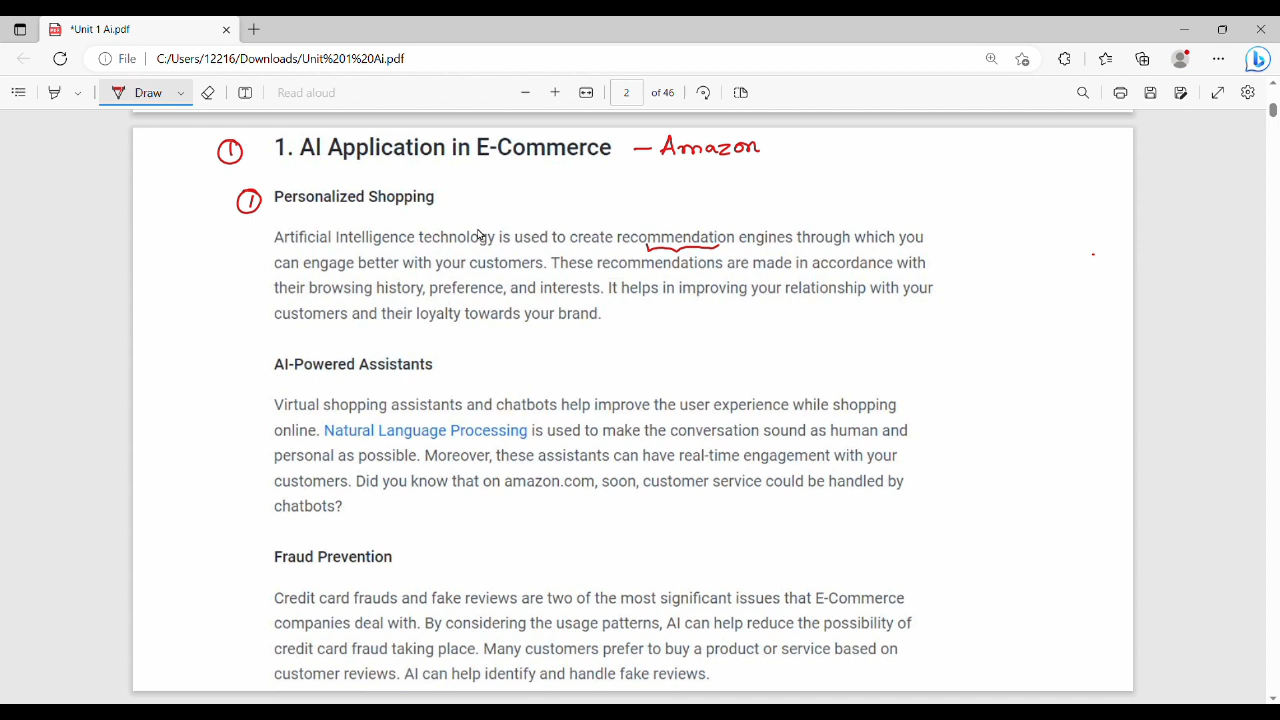 *Unit 1 Ai.pdf
File C:/Users/12216/Downloads/Unit%201%20Ai.pdf
Draw Read aloud 2 of 46
① 1. AI Application in E-Commerce — Amazon
① Personalized Shopping
Artificial Intelligence technology is used to create recommendation engines through which you
can engage better with your customers. These recommendations are made in accordance with
their browsing history, preference, and interests. It helps in improving your relationship with your
customers and their loyalty towards your brand.
AI-Powered Assistants
Virtual shopping assistants and chatbots help improve the user experience while shopping
online. Natural Language Processing is used to make the conversation sound as human and
personal as possible. Moreover, these assistants can have real-time engagement with your
customers. Did you know that on amazon.com, soon, customer service could be handled by
chatbots?
Fraud Prevention
Credit card frauds and fake reviews are two of the most significant issues that E-Commerce
companies deal with. By considering the usage patterns, AI can help reduce the possibility of
credit card fraud taking place. Many customers prefer to buy a product or service based on
customer reviews. AI can help identify and handle fake reviews.